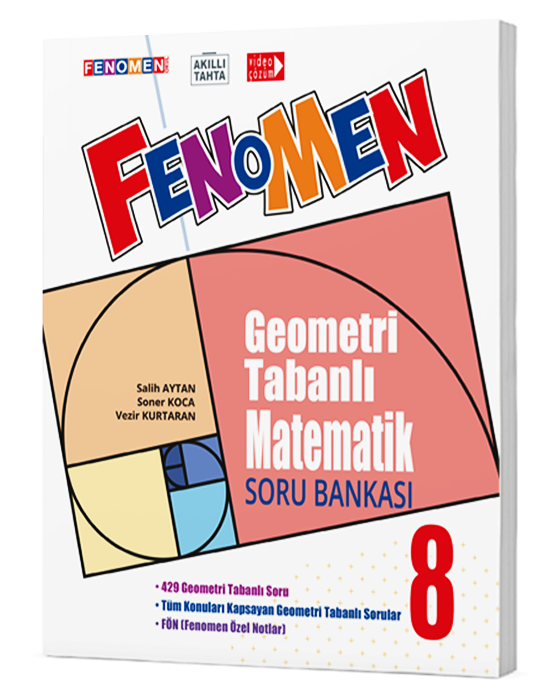 FENOMEN
AKILLI
TAHTA
video
çözüm
FENOMEN
Geometri
Tabanlı
Matematik
SORU BANKASI
Salih AYTAN
Soner KOCA
Vezir KURTARAN
8
• 429 Geometri Tabanlı Soru
• Tüm Konuları Kapsayan Geometri Tabanlı Sorular
• FÖN (Fenomen Özel Notlar)